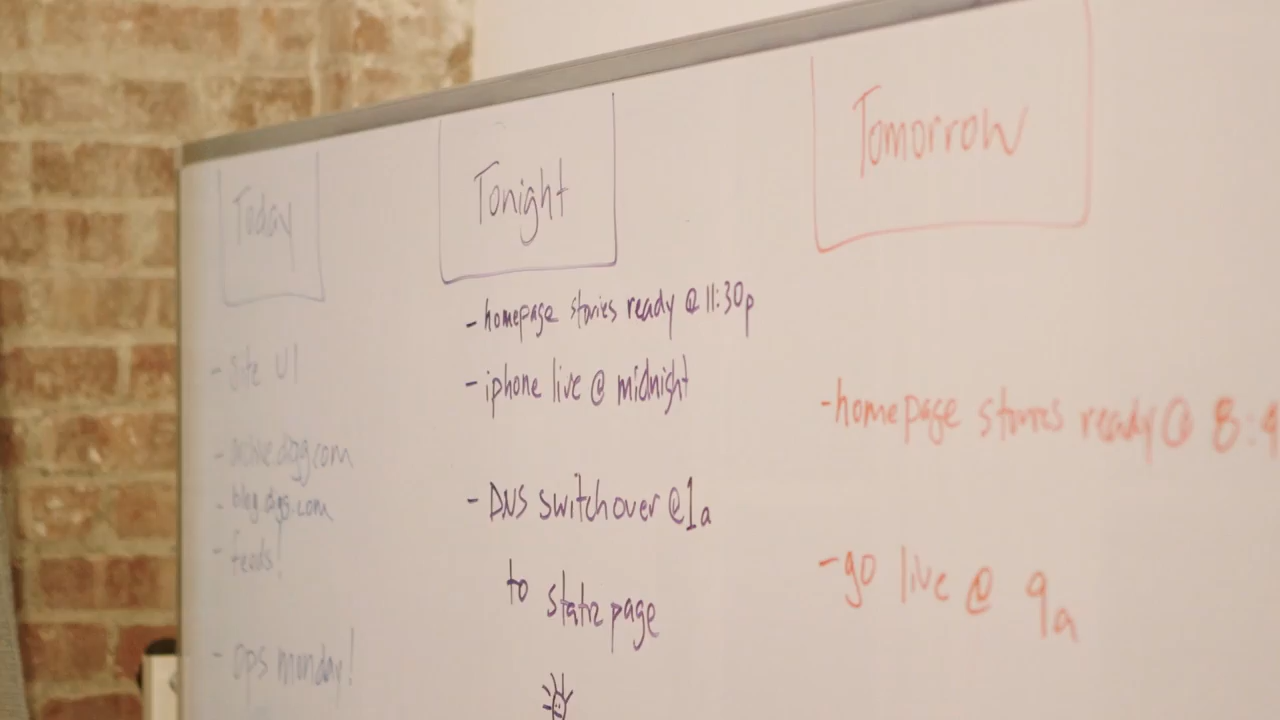 Today
- Site UI
- blog.digg.com
- feeds!
- ops monday!
Tonight
- homepage stories ready @ 11:30p
- iphone live @ midnight
- DNS switchover @ 1a
to static page
Tomorrow
- homepage stories ready @ 8:4
- go live @ 9a